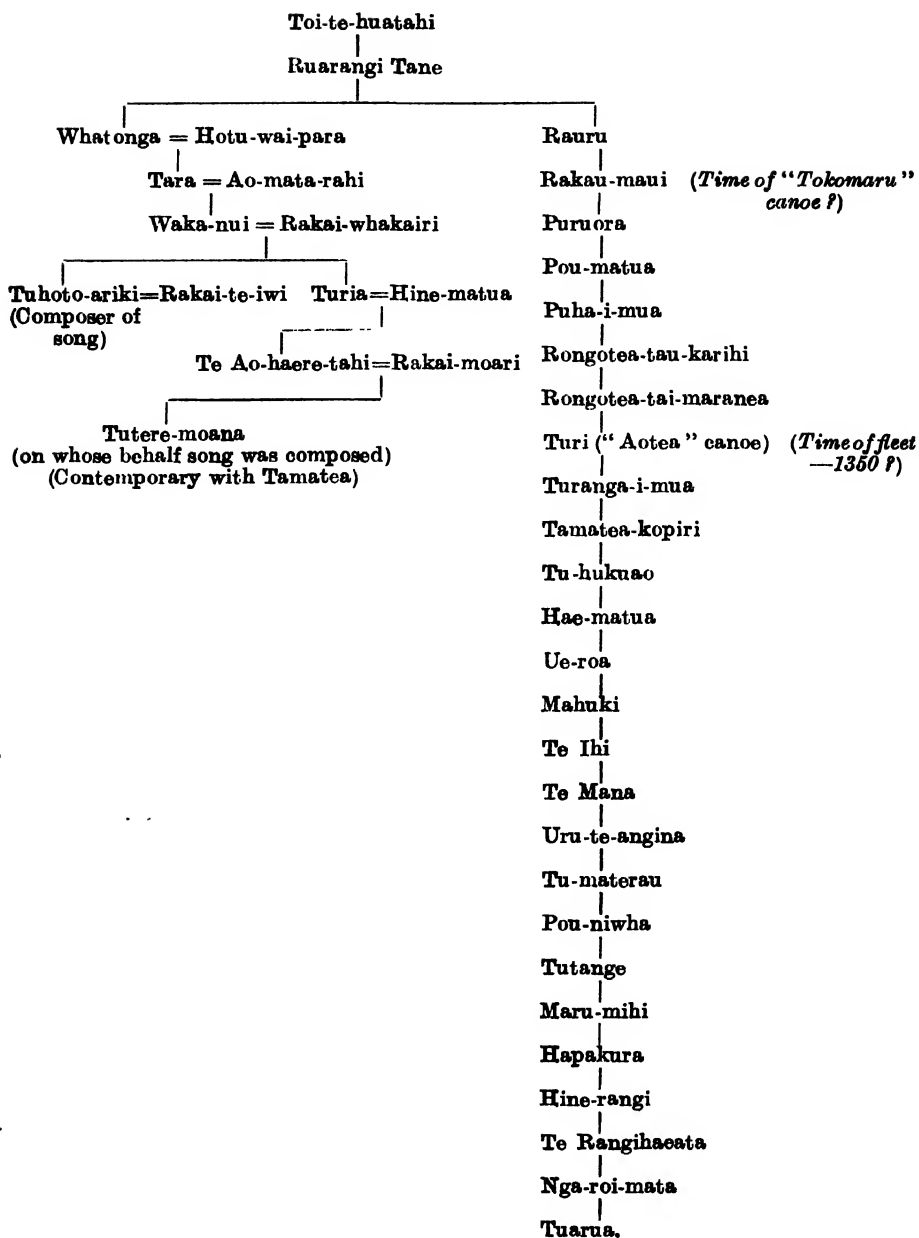 Toi-te-huatahi
Ruarangi Tane
Whatonga = Hotu-wai-para
Tara = Ao-mata-rahi
Waka-nui = Rakai-whakairi
Tuhoto-ariki=Rakai-te-iwi Turia=Hine-matua
(Composer of
song)
Te Ao-haere-tahi=Rakai-moari
Tutere-moana
(on whose behalf song was composed)
(Contemporary with Tamatea)
Rauru
Rakau-maui (Time of "Tokomaru"
canoe ?)
Puruora
Pou-matua
Puha-i-mua
Rongotea-tau-karihi
Rongotea-tai-maranea
Turi ("Aotea" canoe) (Time of fleet
—1350 ?)
Turanga-i-mua
Tamatea-kopiri
Tu-hukuao
Hae-matua
Ue-roa
Mahuki
Te Ihi
Te Mana
Uru-te-angina
Tu-materau
Pou-niwha
Tutange
Maru-mihi
Hapakura
Hine-rangi
Te Rangihaeata
Nga-roi-mata
Tuarua.